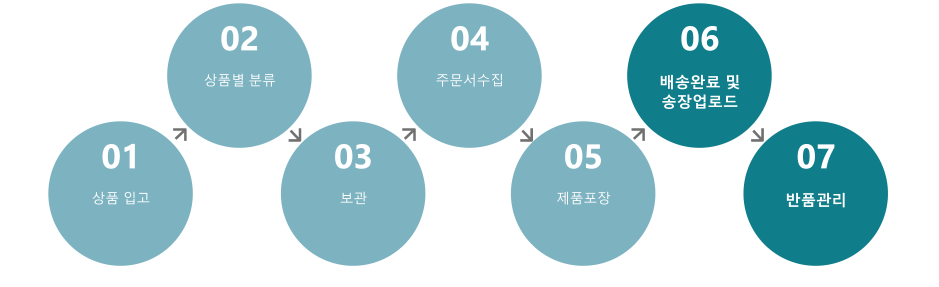 01
상품 입고
02
상품별 분류
03
보관
04
주문서수집
05
제품포장
06
배송완료 및
송장업로드
07
반품관리